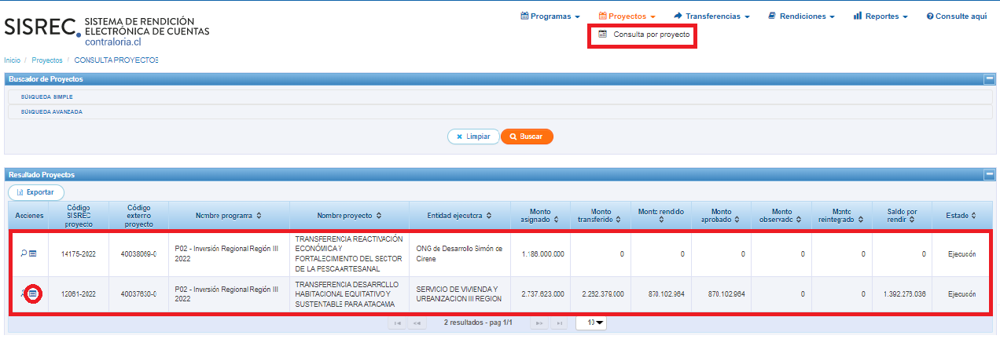 SISREC. SISTEMA DE RENDICIÓN
ELECTRÓNICA DE CUENTAS
contraloria.cl
Programas Proyectos Transferencias Rendiciones Reportes Consulte aquí
Consulta por proyecto
Inicio / Proyectos / CONSULTA PROYECTOS
Buscador de Proyectos
BÚSQUEDA SIMPLE
BÚSQUEDA AVANZADA
Limpiar Buscar
Resultado Proyectos
Exportar
Acciones
Código
SISREC
proyecto
Código
externo
proyecto
Nombre programa
Nombre proyecto
Entidad ejecutora
Monto
asignado
Monto
transferido
Monto rendido
Monto
aprobado
Monto
observado
Monto
reintegrado
Saldo por
rendir
Estado
14175-2022
40038069-0
P02 - Inversión Regional Región III
2022
TRANSFERENCIA REACTIVACIÓN
ECONÓMICA Y
FORTALECIMIENTO DEL SECTOR
DE LA PESCA ARTESANAL
ONG de Desarrollo Simón de
Cirene
1.186.000.000
0
0
0
0
0
0
Ejecución
12061-2022
40037630-0
P02 - Inversión Regional Región III
2022
TRANSFERENCIA DESARROLLO
HABITACIONAL EQUITATIVO Y
SUSTENTABLE PARA ATACAMA
SERVICIO DE VIVIENDA Y
URBANIZACION III REGION
2.737.623.000
2.262.379.000
870.102.964
870.102.964
0
0
1.392.276.036
Ejecución
2 resultados - pag 1/1
10